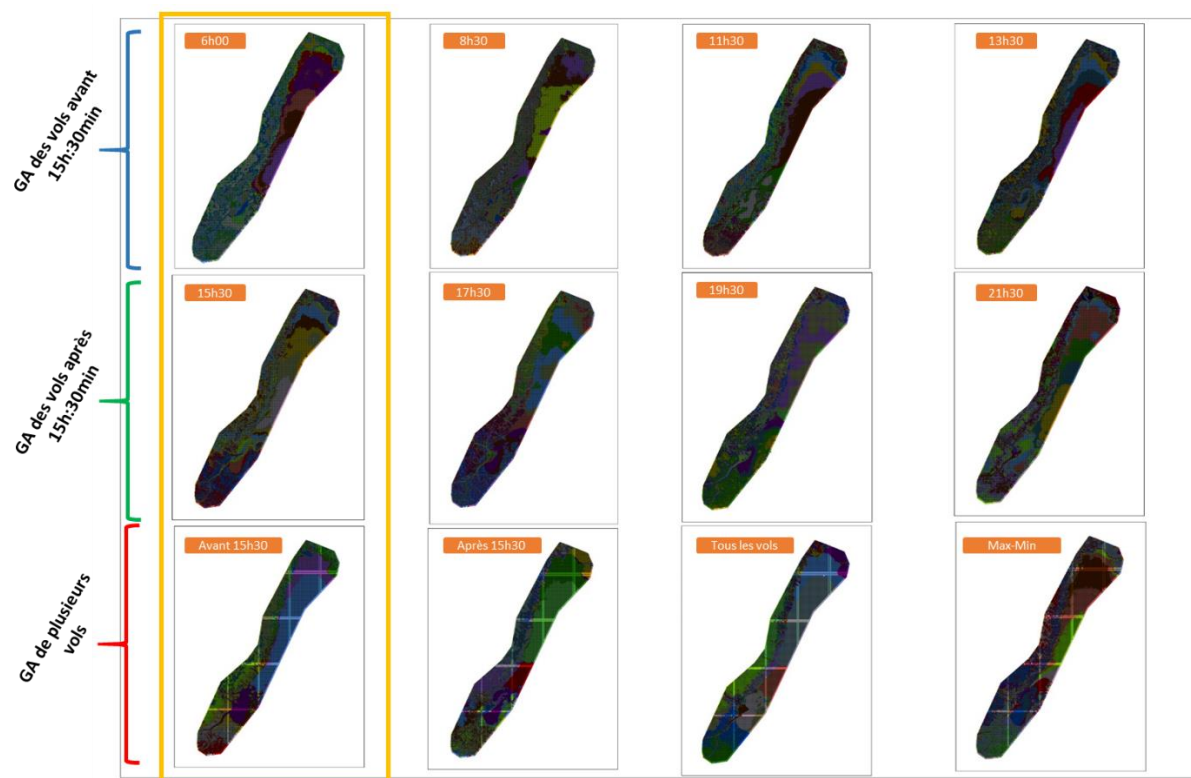 GA des vols avant
15h:30min
6h00
8h30
11h30
13h30
GA des vols après
15h:30min
15h30
17h30
19h30
21h30
GA de plusieurs
vols
Avant 15h30
Après 15h30
Tous les vols
Max-Min